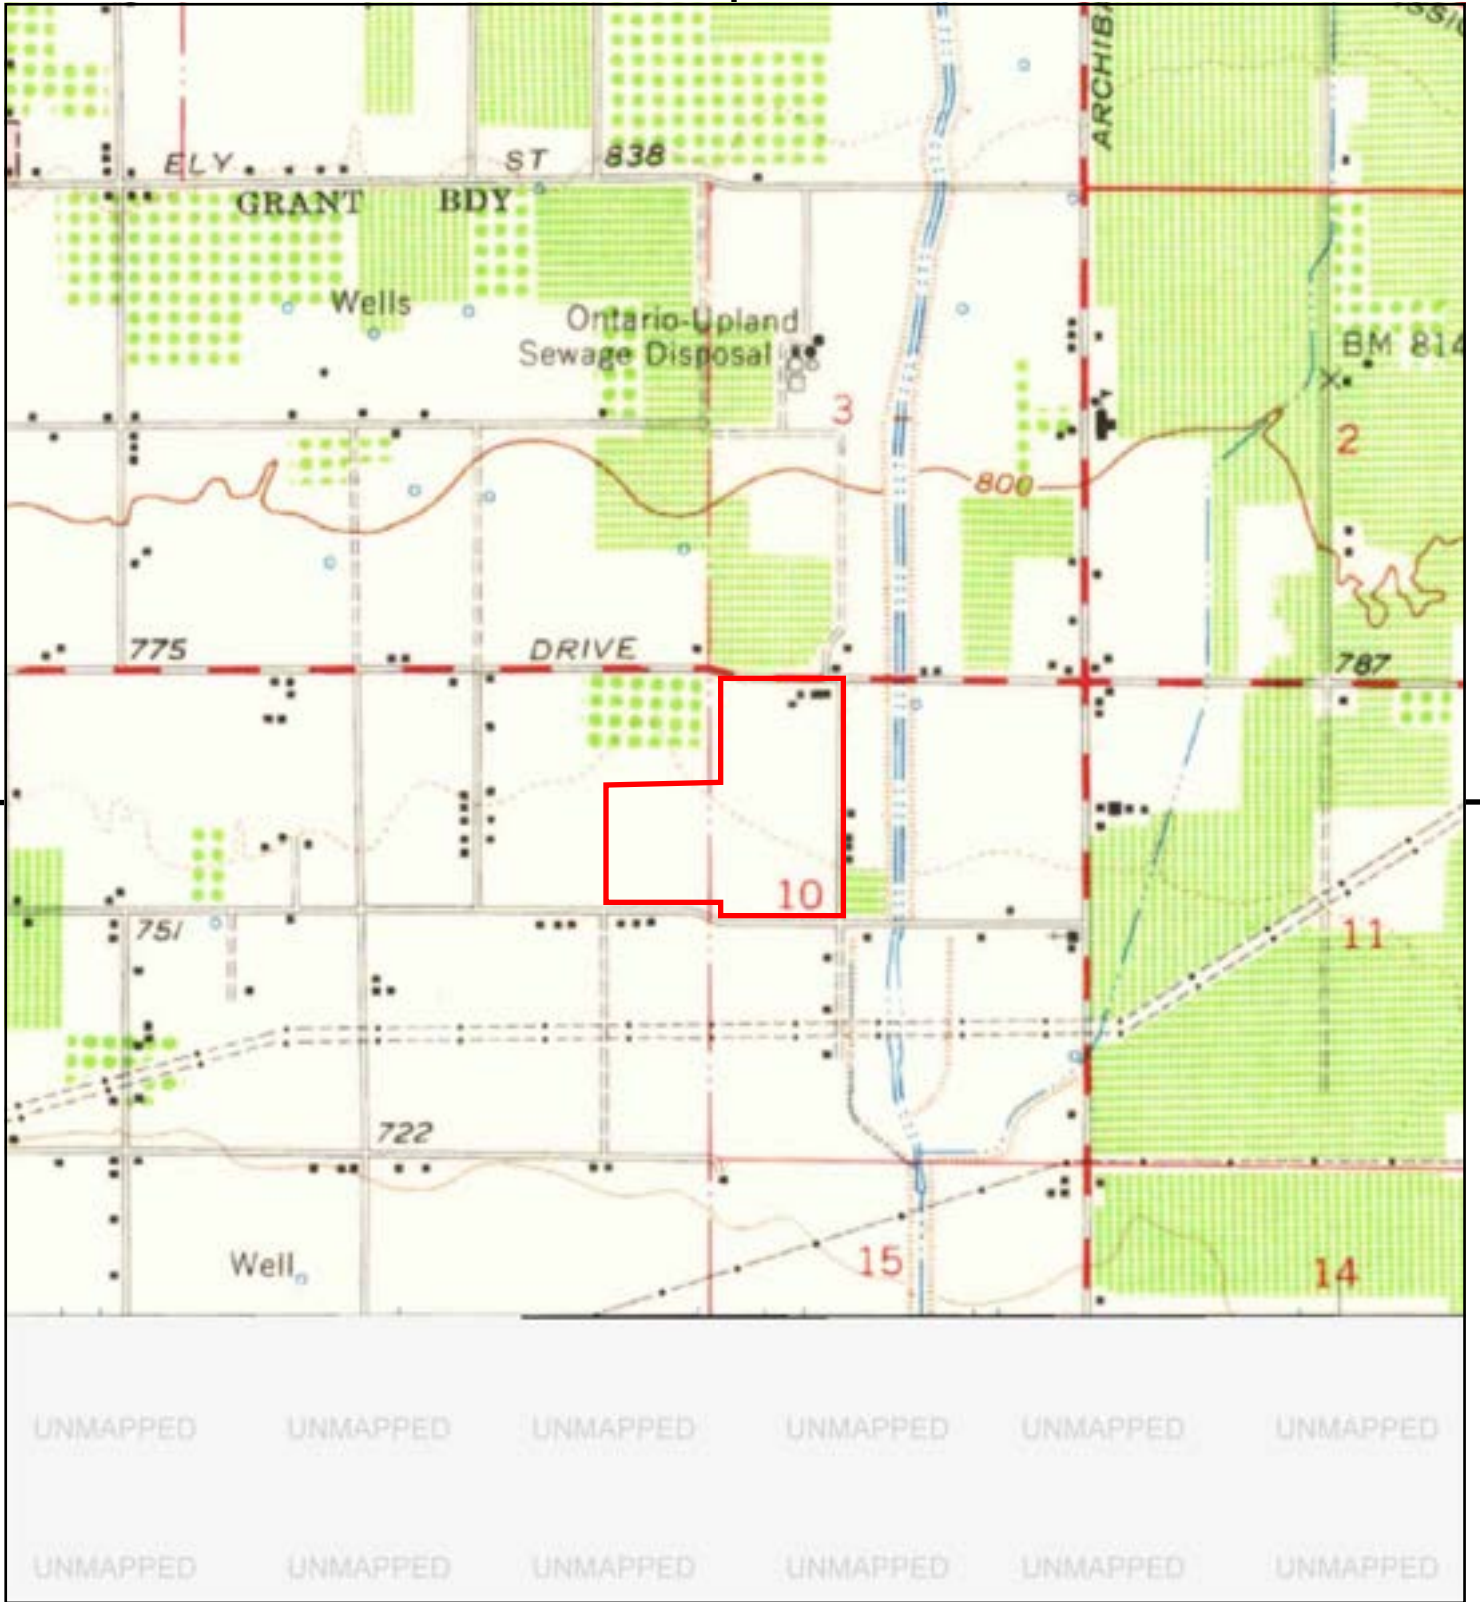 ARCHIB
ELY ST 838
GRANT BDY
Wells
Ontario-Upland
Sewage Disposal
BM 814
3
2
800
775 DRIVE 787
10
751
11
722
Well
15
14
UNMAPPED UNMAPPED UNMAPPED UNMAPPED UNMAPPED UNMAPPED
UNMAPPED UNMAPPED UNMAPPED UNMAPPED UNMAPPED UNMAPPED